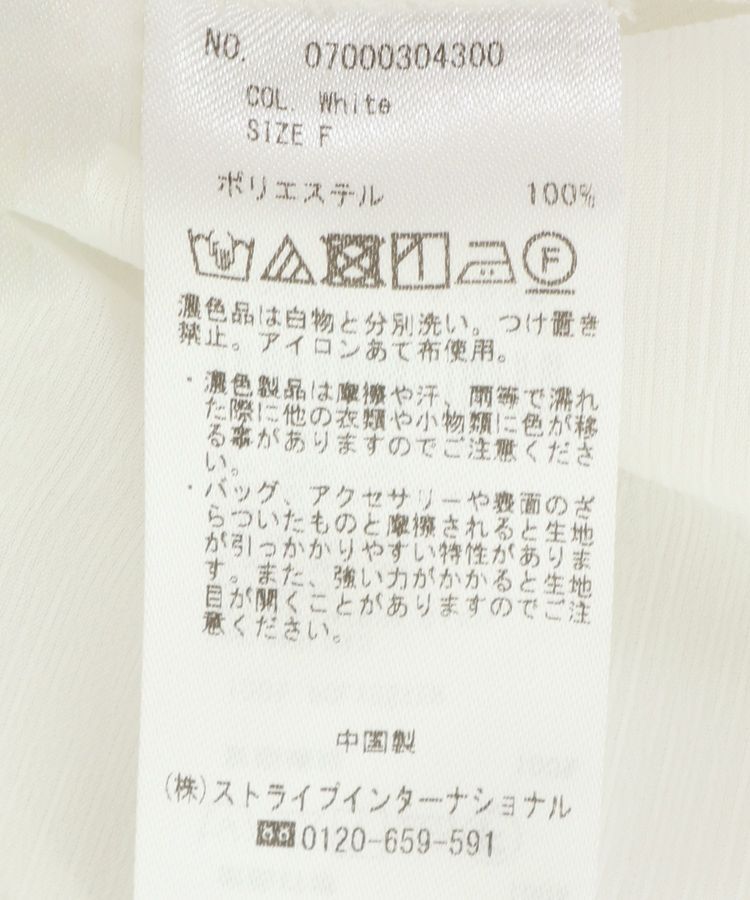 NO. 07000304300
COL. White
SIZE F
ポリエステル 100%
F
濃色品は白物と分別洗い。つけ置き
禁止。アイロンあて布使用。
・濃色製品は摩擦や汗、雨等で濡れ
た際に他の衣類や小物類に色が移
る事がありますのでご注意くださ
い。
・バッグ、アクセサリーや表面のざ
らついたものと摩擦されると生地
が引っかかりやすい特性がありま
す。また、強い力がかかると生地
目が開くことがありますのでご注
意ください。
中国製
(株)ストライプインターナショナル
0120-659-591